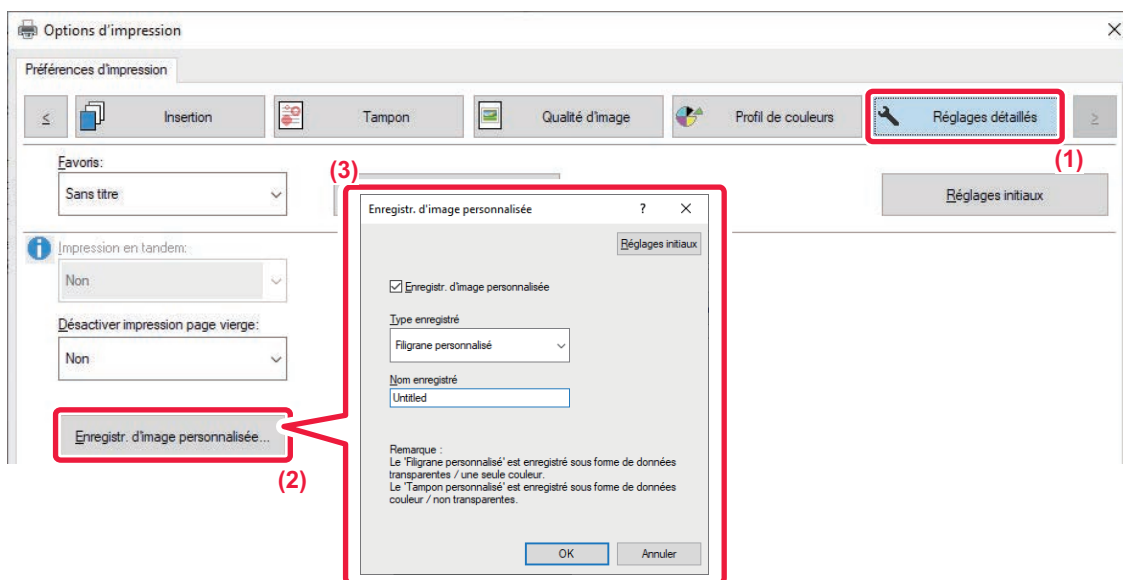 Options d'impression
Préférences d'impression
<
Insertion
Tampon
Qualité d'image
Profil de couleurs
Réglages détaillés
>
(1)
Favoris:
Sans titre
(3)
Réglages initiaux
Impression en tandem:
Non
Désactiver impression page vierge:
Non
Enregistr. d'image personnalisée...
(2)
Enregistr. d'image personnalisée
?
Réglages initiaux
Enregistr. d'image personnalisée
Type enregistré
Filigrane personnalisé
Nom enregistré
Untitled
Remarque :
Le 'Filigrane personnalisé' est enregistré sous forme de données
transparentes / une seule couleur.
Le 'Tampon personnalisé' est enregistré sous forme de données
couleur / non transparentes.
OK
Annuler